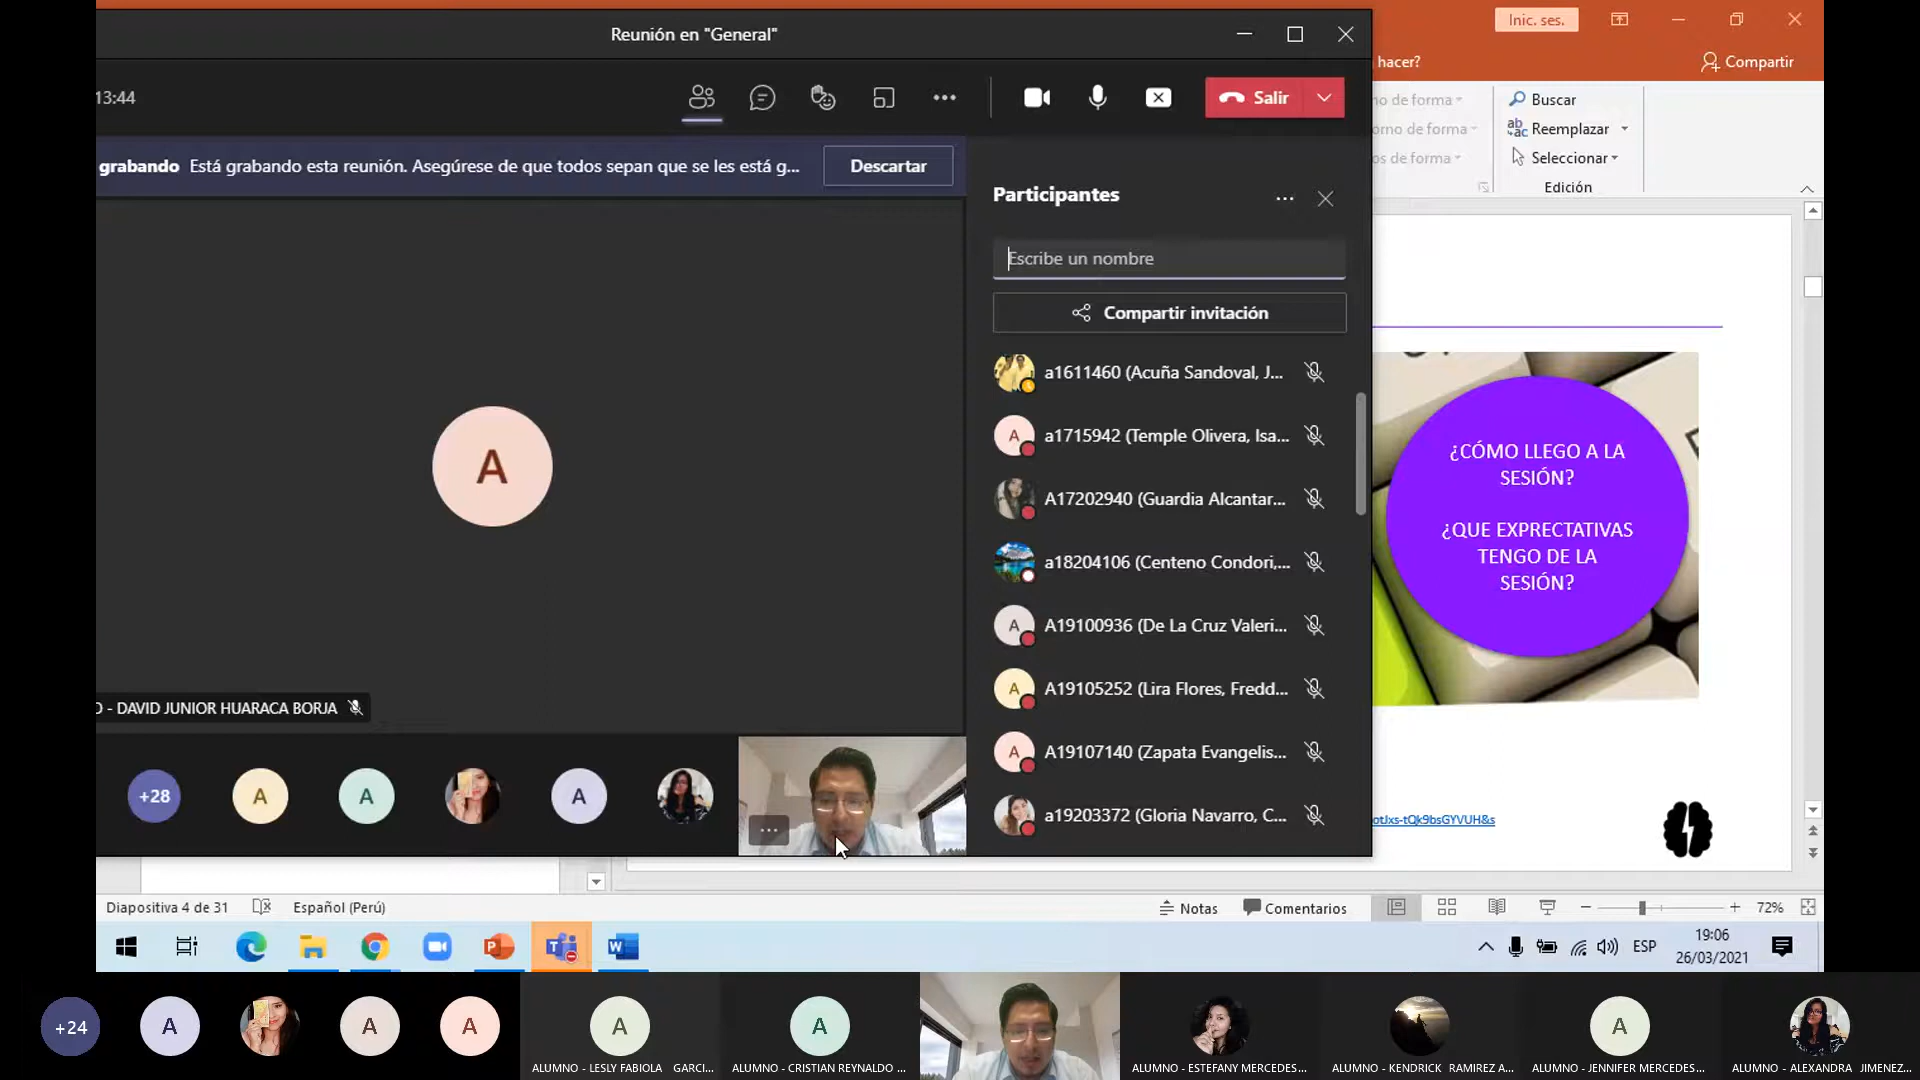 Reunión en "General"
Inic. ses.
13:44
Salir
hacer?
Compartir
no de forma
Buscar
orno de forma
Reemplazar
os de forma
Seleccionar
Edición
grabando Está grabando esta reunión. Asegúrese de que todos sepan que se les está g...
Descartar
Participantes
Escribe un nombre
Compartir invitación
a1611460 (Acuña Sandoval, J...
A
a1715942 (Temple Olivera, Isa...
A17202940 (Guardia Alcantar...
a18204106 (Centeno Condori,...
A
A19100936 (De La Cruz Valeri...
A
A19105252 (Lira Flores, Fredd...
A
A19107140 (Zapata Evangelis...
a19203372 (Gloria Navarro, C...
A
¿CÓMO LLEGO A LA
SESIÓN?
¿QUE EXPRECTATIVAS
TENGO DE LA
SESIÓN?
O - DAVID JUNIOR HUARACA BORJA
+28
A
A
A
otJxs-tQk9bsGYVUH&s
Diapositiva 4 de 31
Español (Perú)
Notas
Comentarios
72%
ESP
19:06
26/03/2021
+24
A
A
A
A
ALUMNO - LESLY FABIOLA GARCI...
A
ALUMNO - CRISTIAN REYNALDO ...
ALUMNO - ESTEFANY MERCEDES...
ALUMNO - KENDRICK RAMIREZ A...
A
ALUMNO - JENNIFER MERCEDES...
ALUMNO - ALEXANDRA JIMENEZ...